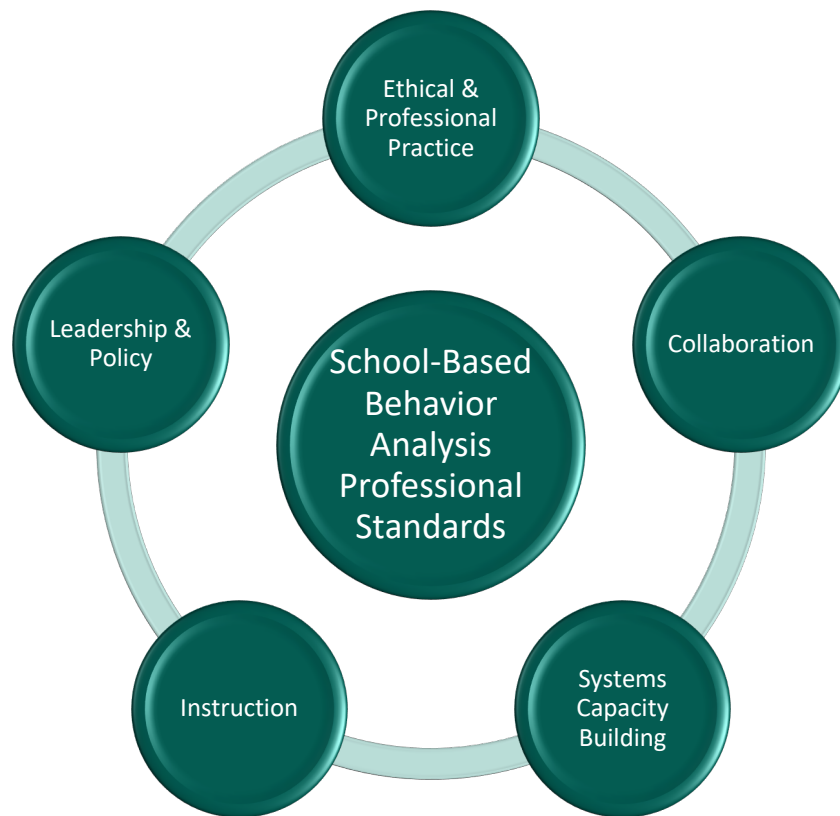 Ethical &
Professional
Practice
Leadership &
Policy
Collaboration
School-Based
Behavior
Analysis
Professional
Standards
Instruction
Systems
Capacity
Building